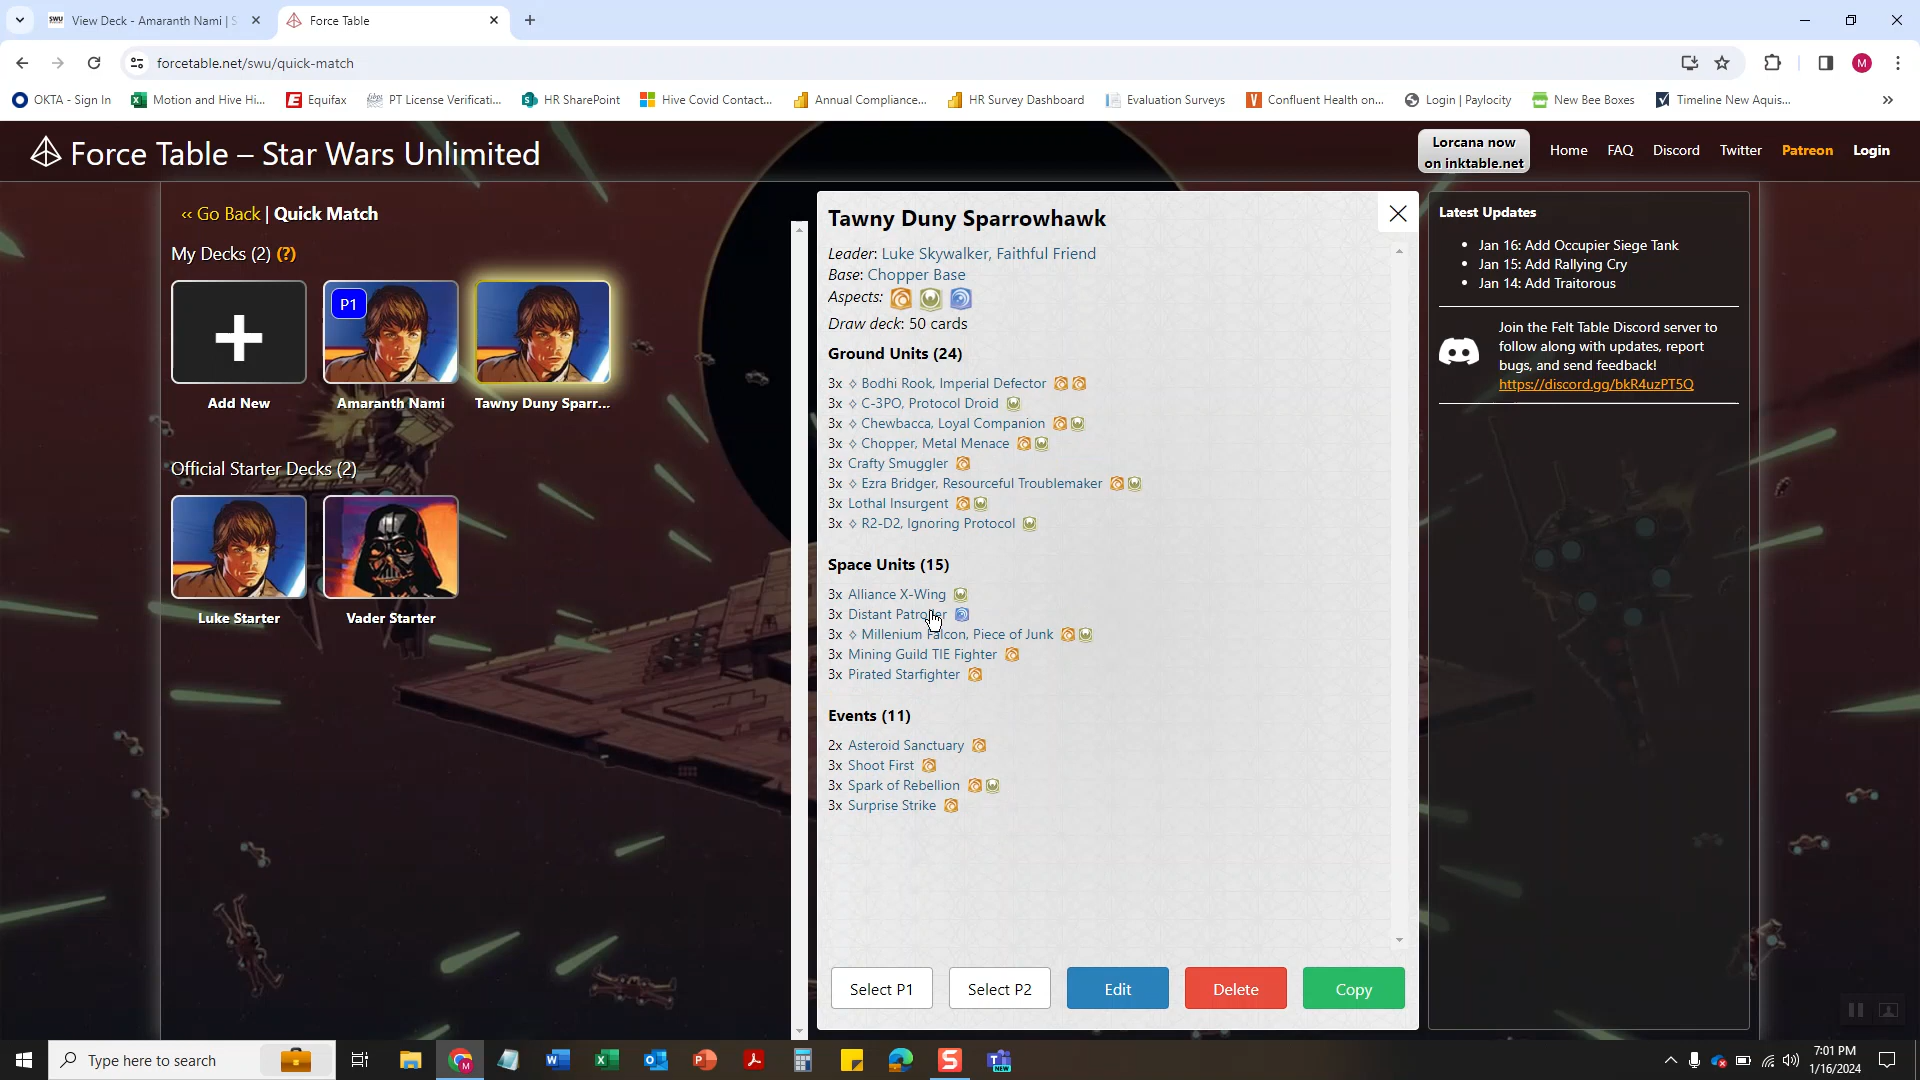 View Deck - Amaranth Nami | S
Force Table
forcetable.net/swu/quick-match
M
OKTA - Sign In
Motion and Hive Hi...
Equifax
PT License Verificati...
HR SharePoint
Hive Covid Contact...
Annual Compliance...
HR Survey Dashboard
Evaluation Surveys
Confluent Health on...
Login | Paylocity
New Bee Boxes
Timeline New Aquis...
Force Table – Star Wars Unlimited
Lorcana now
on inktable.net
Home
FAQ
Discord
Twitter
Patreon
Login
‹‹ Go Back | Quick Match
My Decks (2) (?)
P1
Add New
Amaranth Nami
Tawny Duny Sparr...
Official Starter Decks (2)
Luke Starter
Vader Starter
Tawny Duny Sparrowhawk
Leader: Luke Skywalker, Faithful Friend
Base: Chopper Base
Aspects:
Draw deck: 50 cards
Ground Units (24)
3x ⟡ Bodhi Rook, Imperial Defector
3x ⟡ C-3PO, Protocol Droid
3x ⟡ Chewbacca, Loyal Companion
3x ⟡ Chopper, Metal Menace
3x Crafty Smuggler
3x ⟡ Ezra Bridger, Resourceful Troublemaker
3x Lothal Insurgent
3x ⟡ R2-D2, Ignoring Protocol
Space Units (15)
3x Alliance X-Wing
3x Distant Patroller
3x ⟡ Millenium Falcon, Piece of Junk
3x Mining Guild TIE Fighter
3x Pirated Starfighter
Events (11)
2x Asteroid Sanctuary
3x Shoot First
3x Spark of Rebellion
3x Surprise Strike
Select P1
Select P2
Edit
Delete
Copy
Latest Updates
• Jan 16: Add Occupier Siege Tank
• Jan 15: Add Rallying Cry
• Jan 14: Add Traitorous
Join the Felt Table Discord server to
follow along with updates, report
bugs, and send feedback!
https://discord.gg/bkR4uzPT5Q
Type here to search
7:01 PM
1/16/2024